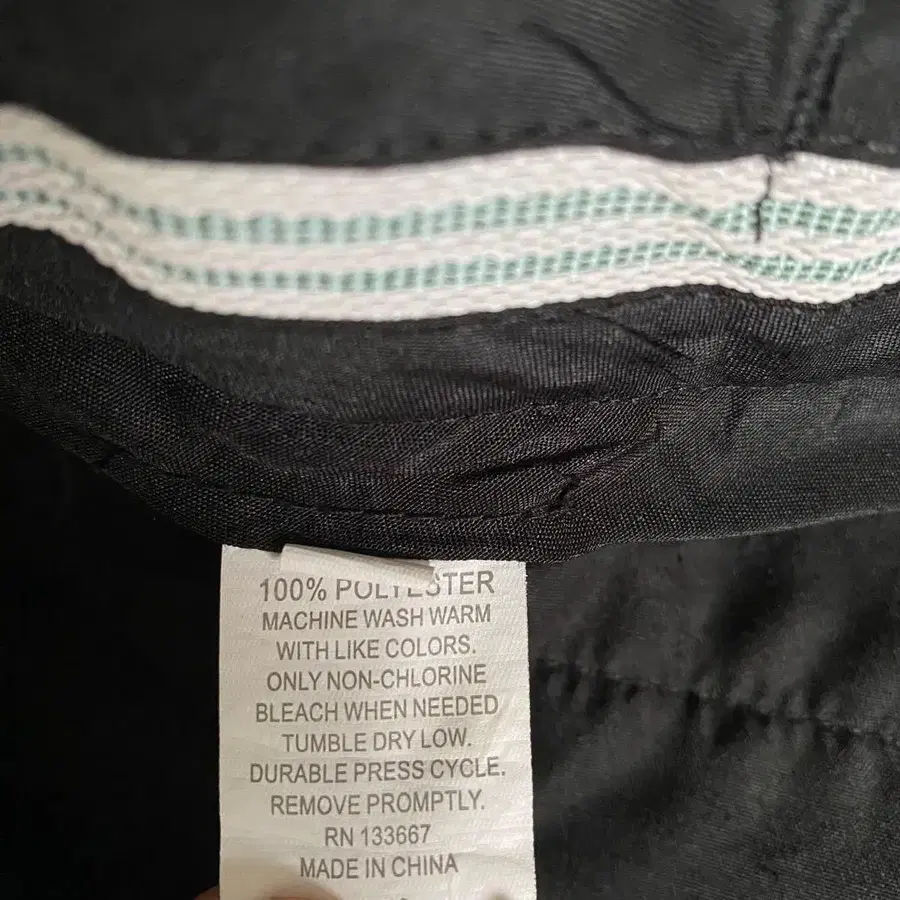 100% POLYESTER
MACHINE WASH WARM
WITH LIKE COLORS.
ONLY NON-CHLORINE
BLEACH WHEN NEEDED
TUMBLE DRY LOW.
DURABLE PRESS CYCLE.
REMOVE PROMPTLY.
RN 133667
MADE IN CHINA